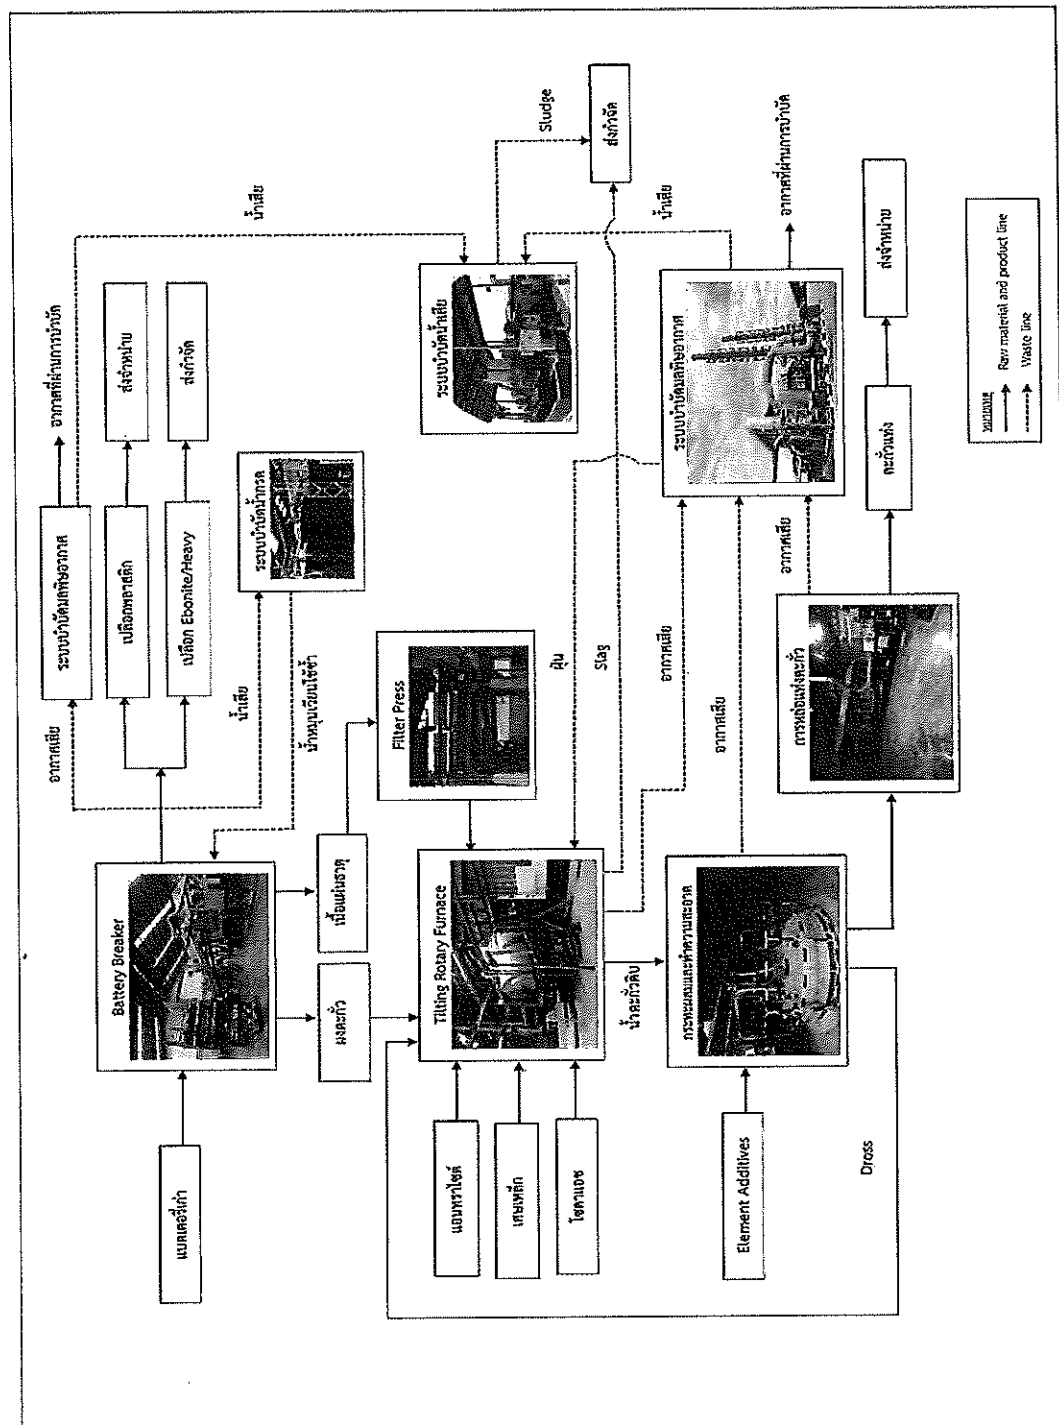 แบตเตอรี่เก่า
Battery Breaker
อากาศเสีย
ระบบบำบัดมลพิษอากาศ
อากาศที่ผ่านการบำบัด
เปลือกพลาสติก
ส่งจำหน่าย
เปลือก Ebonite/Heavy
ส่งกำจัด
น้ำเสีย
น้ำเสีย
น้ำหมุนเวียนใช้ซ้ำ
ระบบบำบัดน้ำกรด
ผงตะกั่ว
เนื้อแผ่นธาตุ
Filter Press
แอนทราไซต์
เศษเหล็ก
โซดาแอช
Tilting Rotary Furnace
ระบบบำบัดน้ำเสีย
Sludge
ส่งกำจัด
ฝุ่น
Slag
น้ำเสีย
น้ำตะกั่วดิบ
อากาศเสีย
Element Additives
กระทะผสมและทำความสะอาด
อากาศเสีย
ระบบบำบัดมลพิษอากาศ
อากาศที่ผ่านการบำบัด
Dross
การหล่อแท่งตะกั่ว
อากาศเสีย
ตะกั่วแท่ง
ส่งจำหน่าย
หมายเหตุ
Raw material and product line
Waste line